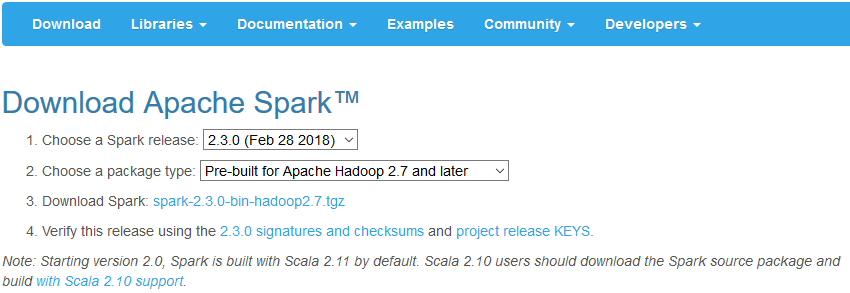 Download Libraries Documentation Examples Community Developers
Download Apache Spark™
1. Choose a Spark release: 2.3.0 (Feb 28 2018)
2. Choose a package type: Pre-built for Apache Hadoop 2.7 and later
3. Download Spark: spark-2.3.0-bin-hadoop2.7.tgz
4. Verify this release using the 2.3.0 signatures and checksums and project release KEYS.
Note: Starting version 2.0, Spark is built with Scala 2.11 by default. Scala 2.10 users should download the Spark source package and
build with Scala 2.10 support.